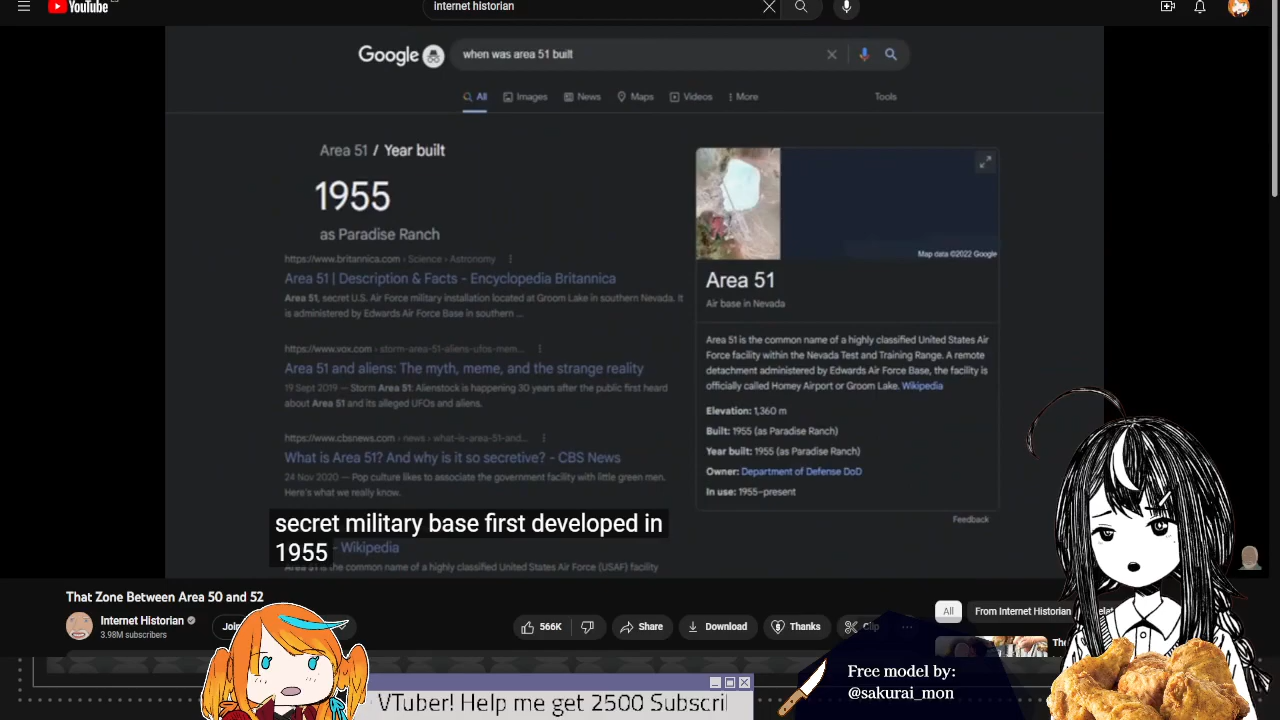 YouTube
internet historian
Google
when was area 51 built
All
Images
News
Maps
Videos
More
Tools
Area 51 / Year built
1955
as Paradise Ranch
https://www.britannica.com › Science › Astronomy
Area 51 | Description & Facts - Encyclopedia Britannica
Area 51, secret U.S. Air Force military installation located at Groom Lake in southern Nevada. It
is administered by Edwards Air Force Base in southern ...
https://www.vox.com › storm-area-51-aliens-ufos-mem...
Area 51 and aliens: The myth, meme, and the strange reality
19 Sept 2019 — Storm Area 51: Alienstock is happening 30 years after the public first heard
about Area 51 and its alleged UFOs and aliens.
https://www.cbsnews.com › news › what-is-area-51-and...
What is Area 51? And why is it so secretive? - CBS News
24 Nov 2020 — Pop culture likes to associate the government facility with little green men.
Here's what we really know.
- Wikipedia
Area 51 is the common name of a highly classified United States Air Force (USAF) facility
Map data ©2022 Google
Area 51
Air base in Nevada
Area 51 is the common name of a highly classified United States Air
Force facility within the Nevada Test and Training Range. A remote
detachment administered by Edwards Air Force Base, the facility is
officially called Homey Airport or Groom Lake. Wikipedia
Elevation: 1,360 m
Built: 1955 (as Paradise Ranch)
Year built: 1955 (as Paradise Ranch)
Owner: Department of Defense DoD
In use: 1955–present
Feedback
secret military base first developed in
1955
That Zone Between Area 50 and 52
Internet Historian
3.98M subscribers
Join
566K
Share
Download
Thanks
Clip
All
From Internet Historian
VTuber! Help me get 2500 Subscri
Free model by:
@sakurai_mon